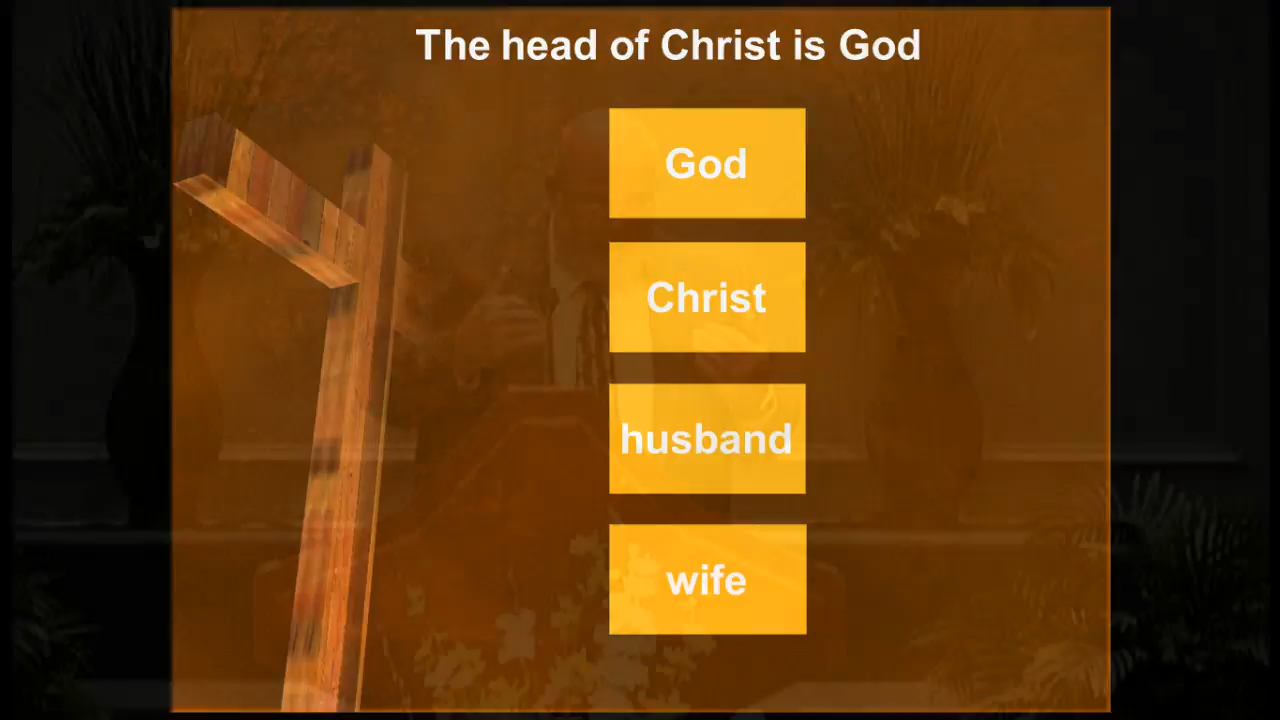 The head of Christ is God
God
Christ
husband
wife